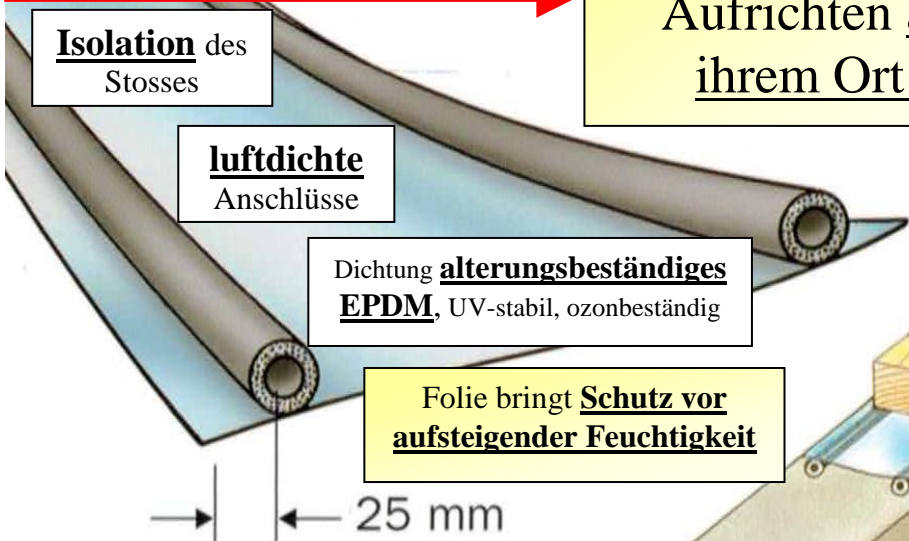 Aufrichten
ihrem Ort
Isolation des
Stosses
luftdichte
Anschlüsse
Dichtung alterungsbeständiges
EPDM, UV-stabil, ozonbeständig
Folie bringt Schutz vor
aufsteigender Feuchtigkeit
25 mm